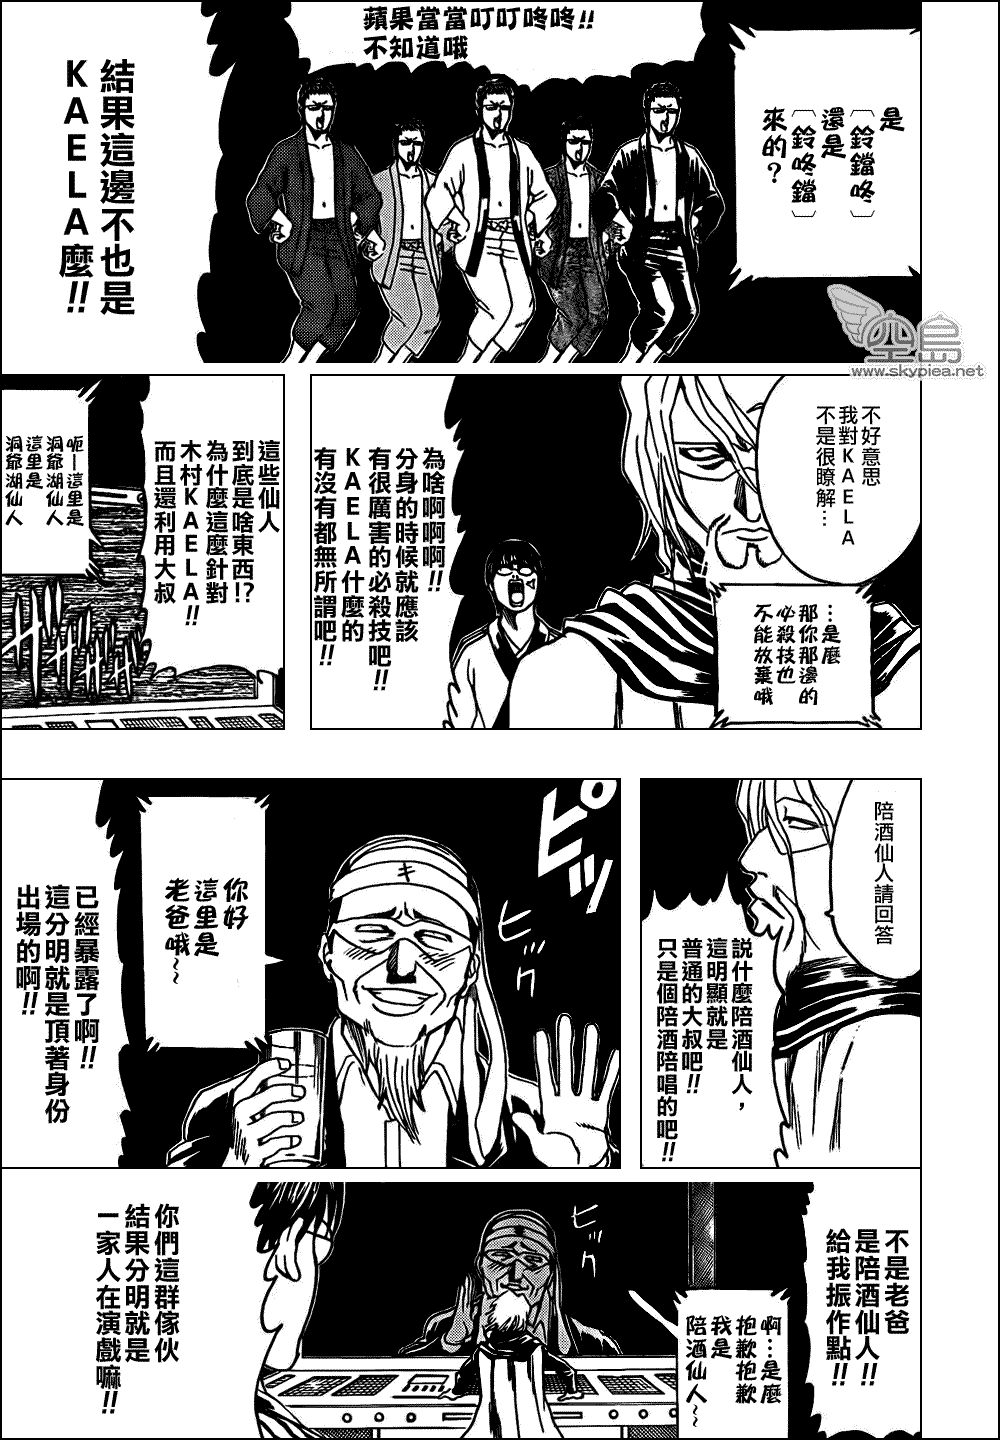 是
〔鈴鐺咚〕
還是
〔鈴咚鐺〕
來的?
蘋果當當叮叮咚咚!!
不知道哦
結果這邊不也是
KAELA麼!!
空島
www.skypiea.net
不好意思
我對KAELA
不是很瞭解…
…是麼
那你那邊的
必殺技也
不能放棄哦
為啥啊啊啊!!
分身的時候就應該
有很厲害的必殺技吧!!
KAELA什麼的
有沒有都無所謂吧!!
這些仙人
到底是啥東西!?
為什麼這麼針對
木村KAELA!!
而且還利用大叔
呃—這里是
洞爺湖仙人
這里是
洞爺湖仙人
陪酒仙人請回答
說什麼陪酒仙人,
這明顯就是
普通的大叔吧!!
只是個陪酒陪唱的吧!!
ピピッ
ビッ
你好
這里是
老爸哦~~
已經暴露了啊!!
這分明就是頂著身份
出場的啊!!
不是老爸
是陪酒仙人!!
給我振作點!!
啊…是麼
抱歉抱歉
我是
陪酒仙人~~
你們這群傢伙
結果分明就是
一家人在演戲嘛!!